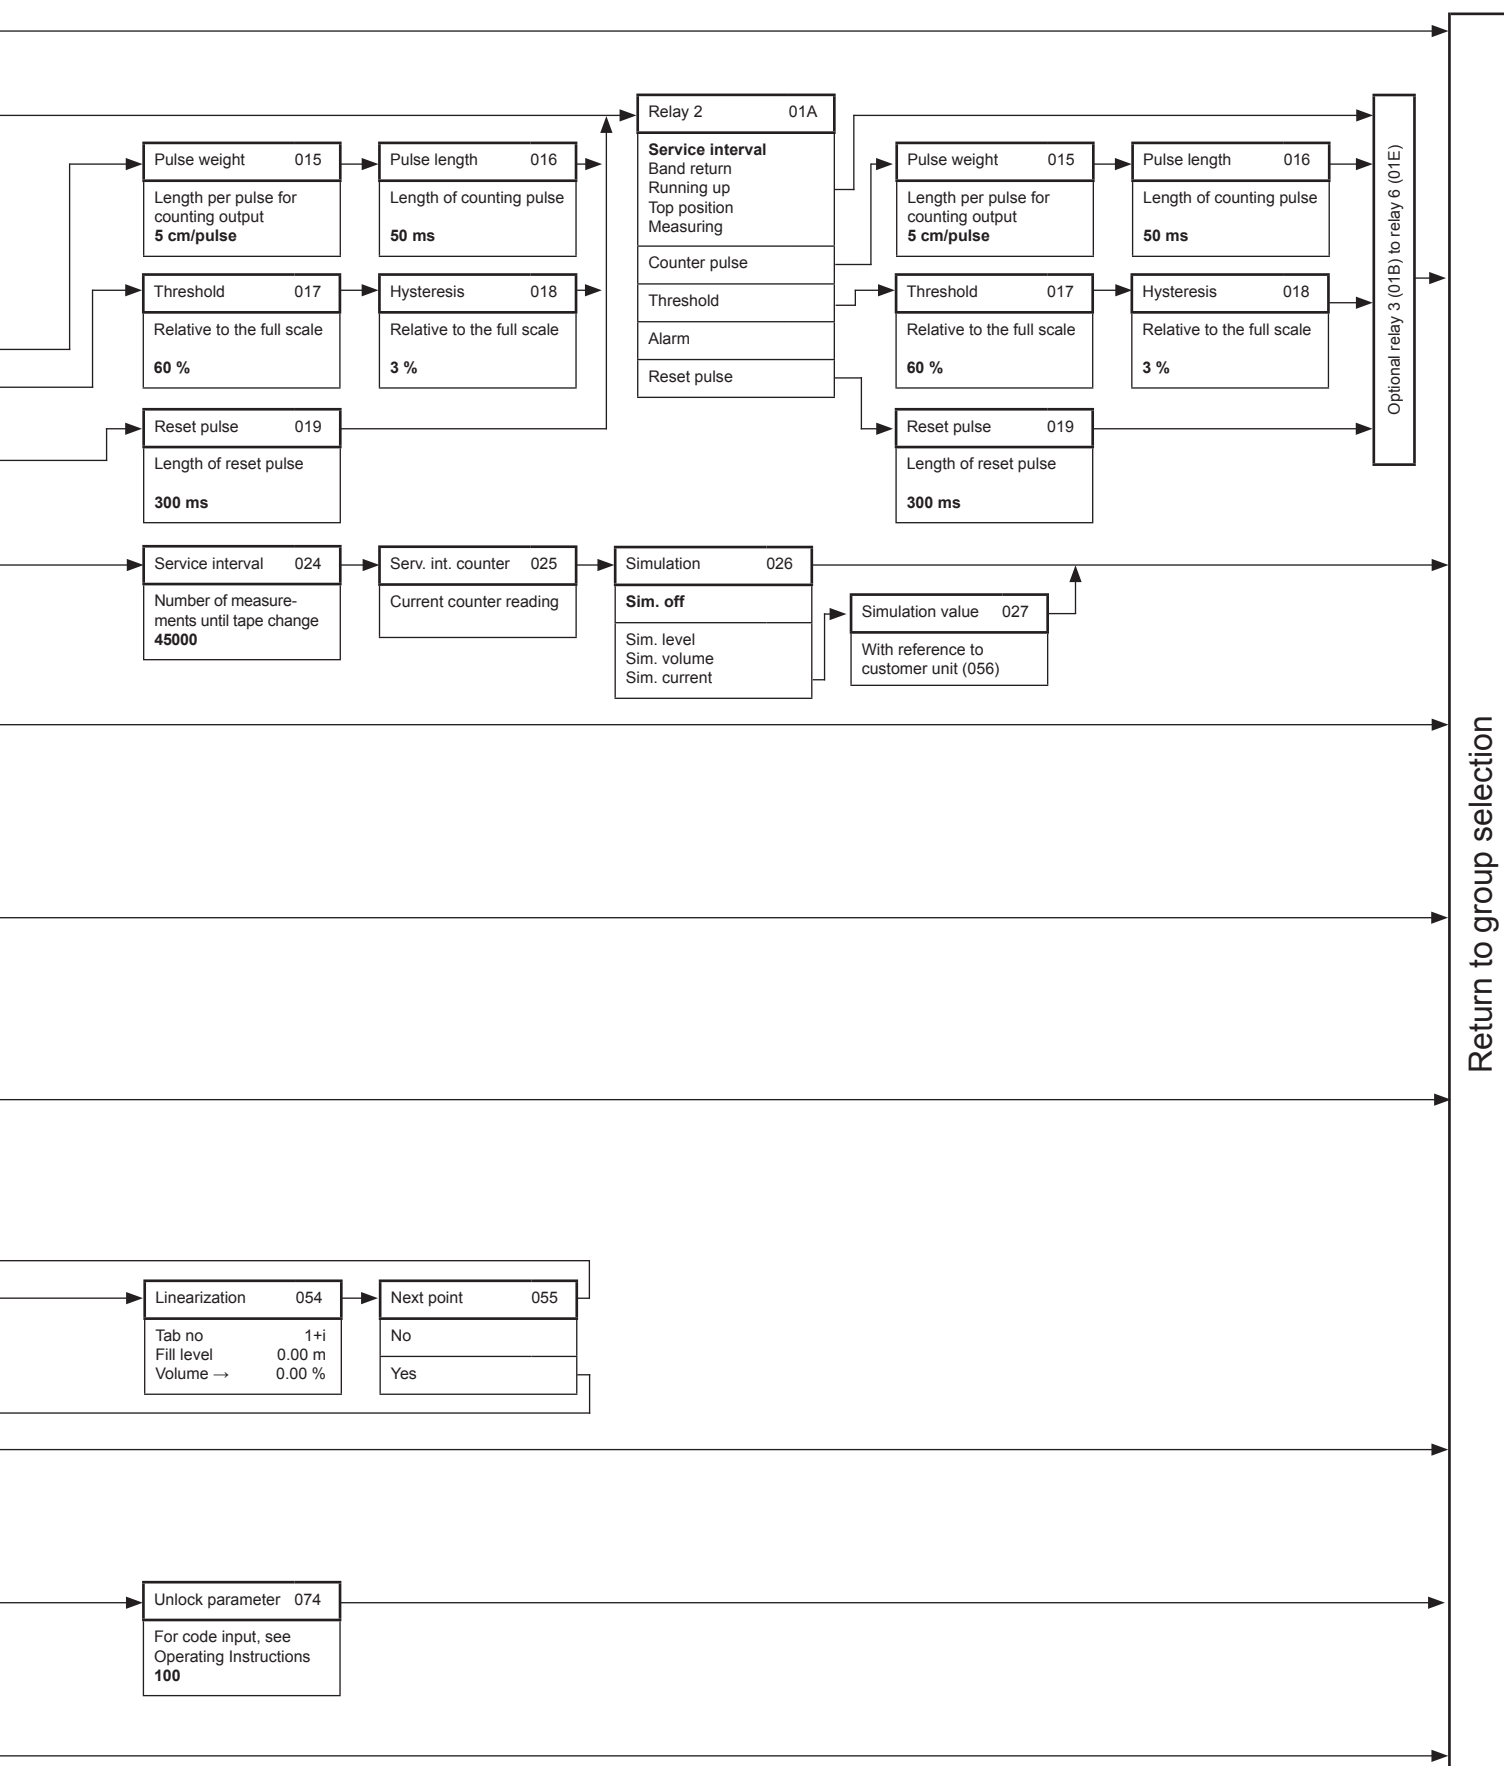 Relay 2 01A
Service interval
Band return
Running up
Top position
Measuring
Counter pulse
Threshold
Alarm
Reset pulse
Pulse weight 015
Length per pulse for
counting output
5 cm/pulse
Pulse length 016
Length of counting pulse
50 ms
Pulse weight 015
Length per pulse for
counting output
5 cm/pulse
Pulse length 016
Length of counting pulse
50 ms
Threshold 017
Relative to the full scale
60 %
Hysteresis 018
Relative to the full scale
3 %
Threshold 017
Relative to the full scale
60 %
Hysteresis 018
Relative to the full scale
3 %
Reset pulse 019
Length of reset pulse
300 ms
Reset pulse 019
Length of reset pulse
300 ms
Optional relay 3 (01B) to relay 6 (01E)
Service interval 024
Number of measure-
ments until tape change
45000
Serv. int. counter 025
Current counter reading
Simulation 026
Sim. off
Sim. level
Sim. volume
Sim. current
Simulation value 027
With reference to
customer unit (056)
Return to group selection
Linearization 054
Tab no 1+i
Fill level 0.00 m
Volume → 0.00 %
Next point 055
No
Yes
Unlock parameter 074
For code input, see
Operating Instructions
100